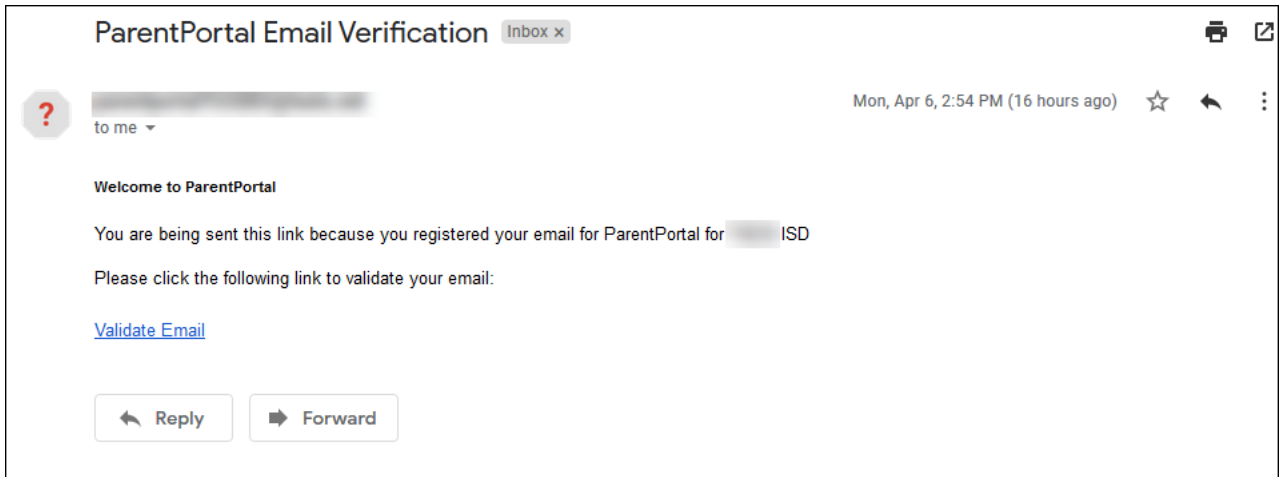 ParentPortal Email Verification Inbox x
Mon, Apr 6, 2:54 PM (16 hours ago)
?
to me
Welcome to ParentPortal
You are being sent this link because you registered your email for ParentPortal for ISD
Please click the following link to validate your email:
Validate Email
Reply Forward